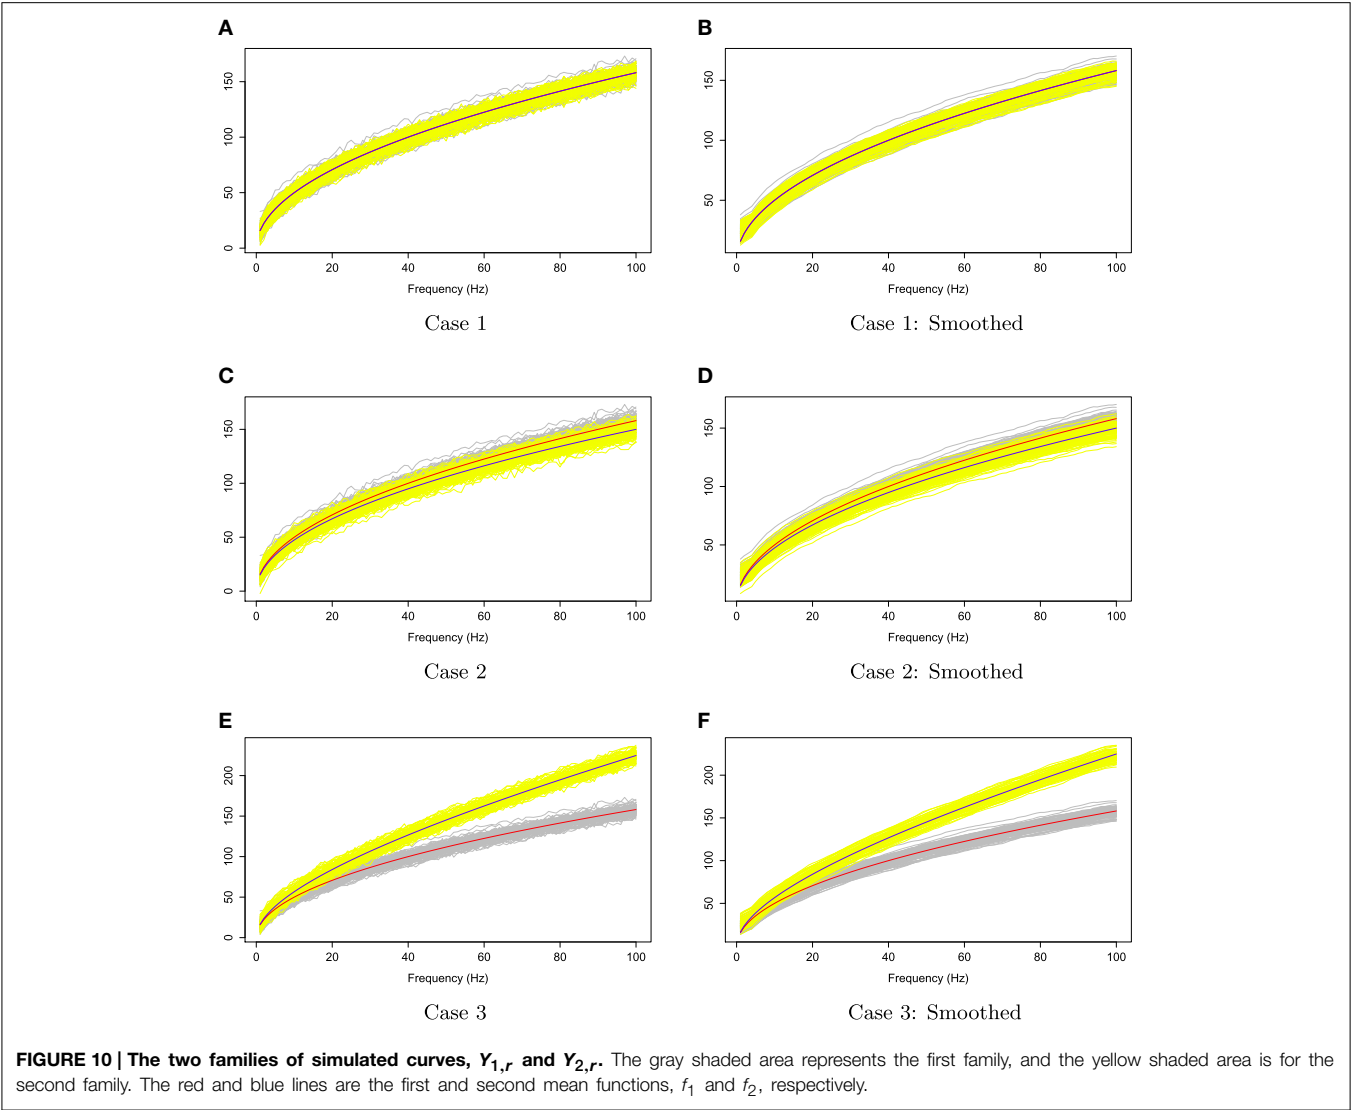 A
B
150
100
50
0
0 20 40 60 80 100
Frequency (Hz)
Case 1
150
100
50
0 20 40 60 80 100
Frequency (Hz)
Case 1: Smoothed
C
D
150
100
50
0
0 20 40 60 80 100
Frequency (Hz)
Case 2
150
100
50
0 20 40 60 80 100
Frequency (Hz)
Case 2: Smoothed
E
F
200
150
100
50
0
0 20 40 60 80 100
Frequency (Hz)
Case 3
200
150
100
50
0 20 40 60 80 100
Frequency (Hz)
Case 3: Smoothed
FIGURE 10 | The two families of simulated curves, Y1,r and Y2,r. The gray shaded area represents the first family, and the yellow shaded area is for the
second family. The red and blue lines are the first and second mean functions, f1 and f2, respectively.